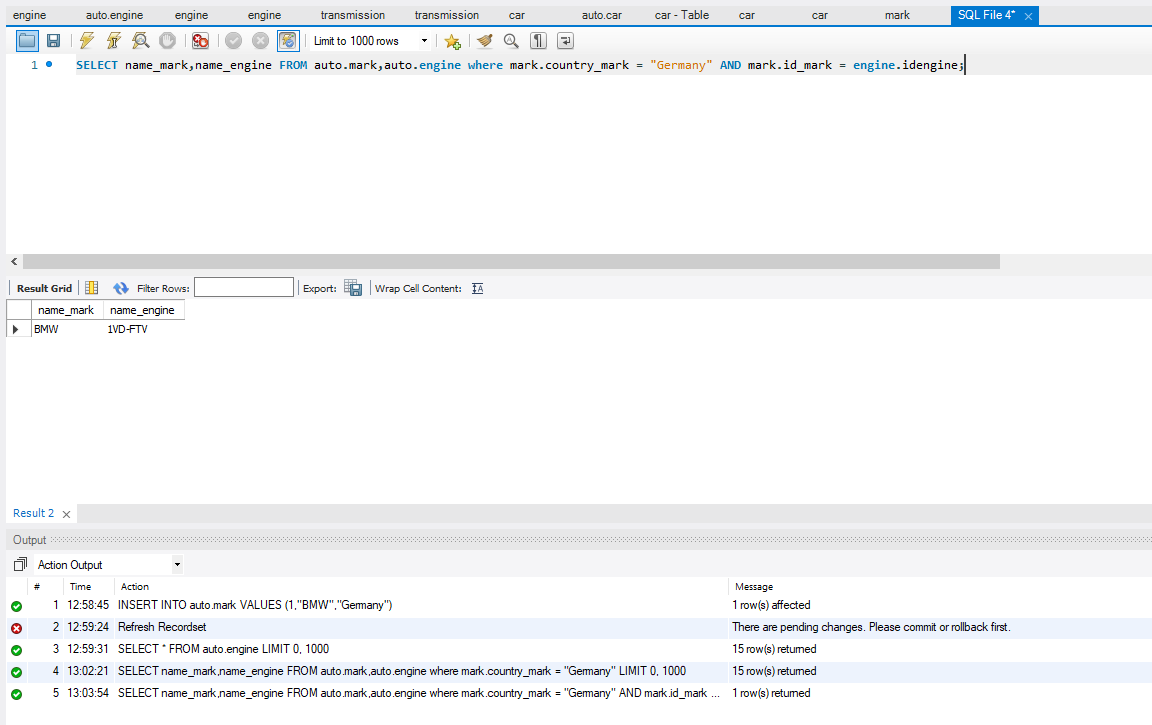 engine auto.engine engine engine transmission transmission car auto.car car - Table car car mark SQL File 4*
Limit to 1000 rows
1 SELECT name_mark,name_engine FROM auto.mark,auto.engine where mark.country_mark = "Germany" AND mark.id_mark = engine.idengine;
Result Grid Filter Rows: Export: Wrap Cell Content:
name_mark name_engine
BMW 1VD-FTV
Result 2
Output
Action Output
# Time Action Message
1 12:58:45 INSERT INTO auto.mark VALUES (1,"BMW","Germany") 1 row(s) affected
2 12:59:24 Refresh Recordset There are pending changes. Please commit or rollback first.
3 12:59:31 SELECT * FROM auto.engine LIMIT 0, 1000 15 row(s) returned
4 13:02:21 SELECT name_mark,name_engine FROM auto.mark,auto.engine where mark.country_mark = "Germany" LIMIT 0, 1000 15 row(s) returned
5 13:03:54 SELECT name_mark,name_engine FROM auto.mark,auto.engine where mark.country_mark = "Germany" AND mark.id_mark ... 1 row(s) returned